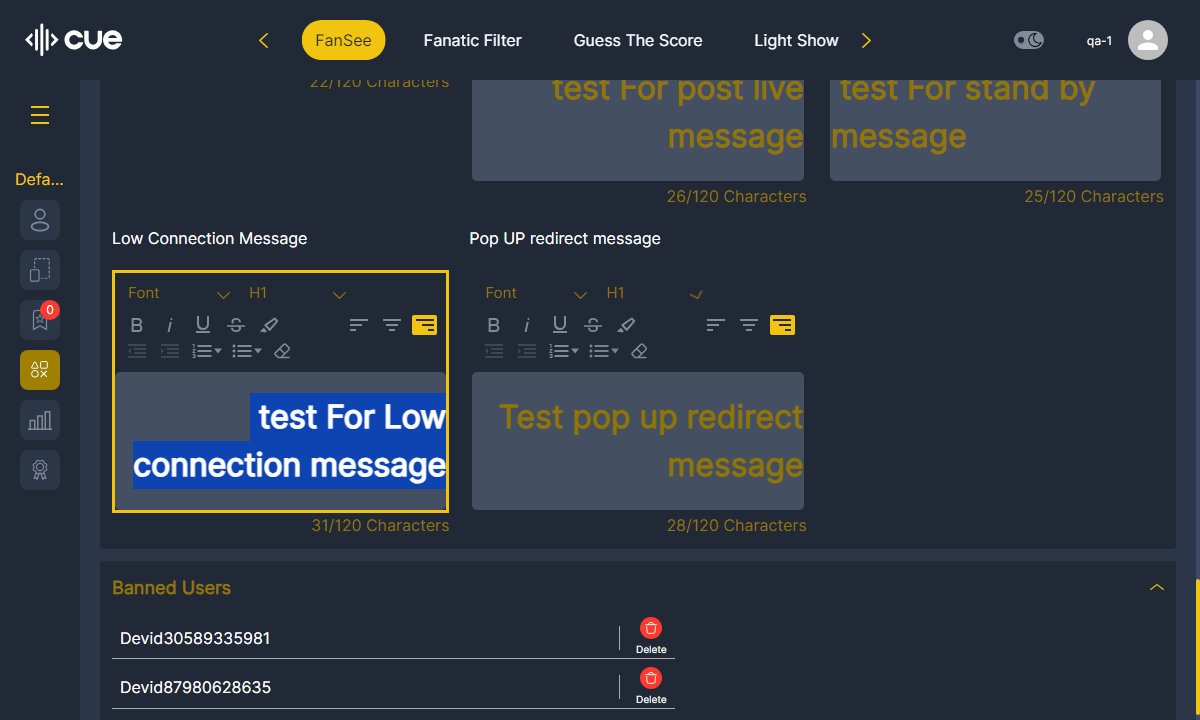 cue
FanSee
Fanatic Filter
Guess The Score
Light Show
qa-1
Defa...
0
22/120 Characters
test For post live
message
26/120 Characters
test For stand by
message
25/120 Characters
Low Connection Message
Font
H1
B i U S
test For Low
connection message
31/120 Characters
Pop UP redirect message
Font
H1
B i U S
Test pop up redirect
message
28/120 Characters
Banned Users
Devid30589335981
Delete
Devid87980628635
Delete